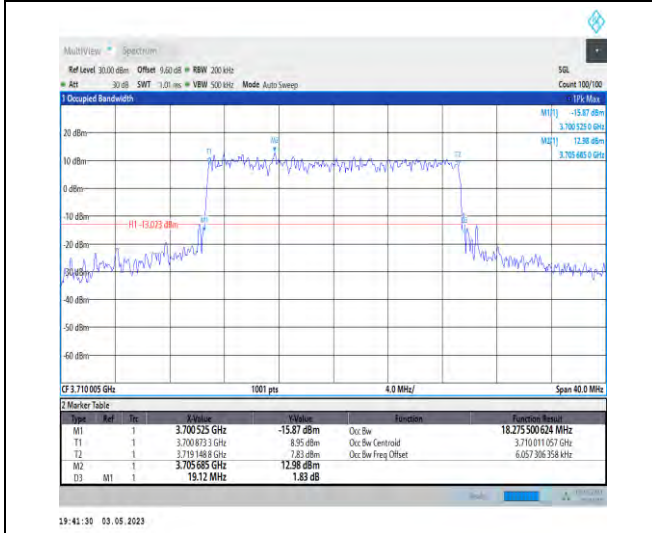 MultiView Spectrum
Ref Level 30.00 dBm Offset 9.60 dB RBW 200 kHz SGL
Att 30 dB SWT 1.01 ms VBW 500 kHz Mode Auto Sweep Count 100/100
1 Occupied Bandwidth 1Pk Max
M1[1] -15.87 dBm
3.700 525 0 GHz
M2[1] 12.98 dBm
3.705 685 0 GHz
20 dBm
T1
M2
T2
10 dBm
0 dBm
-10 dBm
M1
H1 -13.023 dBm
-20 dBm
-30 dBm
-40 dBm
-50 dBm
-60 dBm
CF 3.710 005 GHz 1001 pts 4.0 MHz/ Span 40.0 MHz
2 Marker Table
Type Ref Trc X-Value Y-Value Function Function Result
M1 1 3.700 525 GHz -15.87 dBm Occ Bw 18.275 500 624 MHz
T1 1 3.700 873 3 GHz 8.95 dBm Occ Bw Centroid 3.710 011 057 GHz
T2 1 3.719 148 8 GHz 7.83 dBm Occ Bw Freq Offset 6.057 306 358 kHz
M2 1 3.705 685 GHz 12.98 dBm
D3 M1 1 19.12 MHz 1.83 dB
19:41:30 03.05.2023